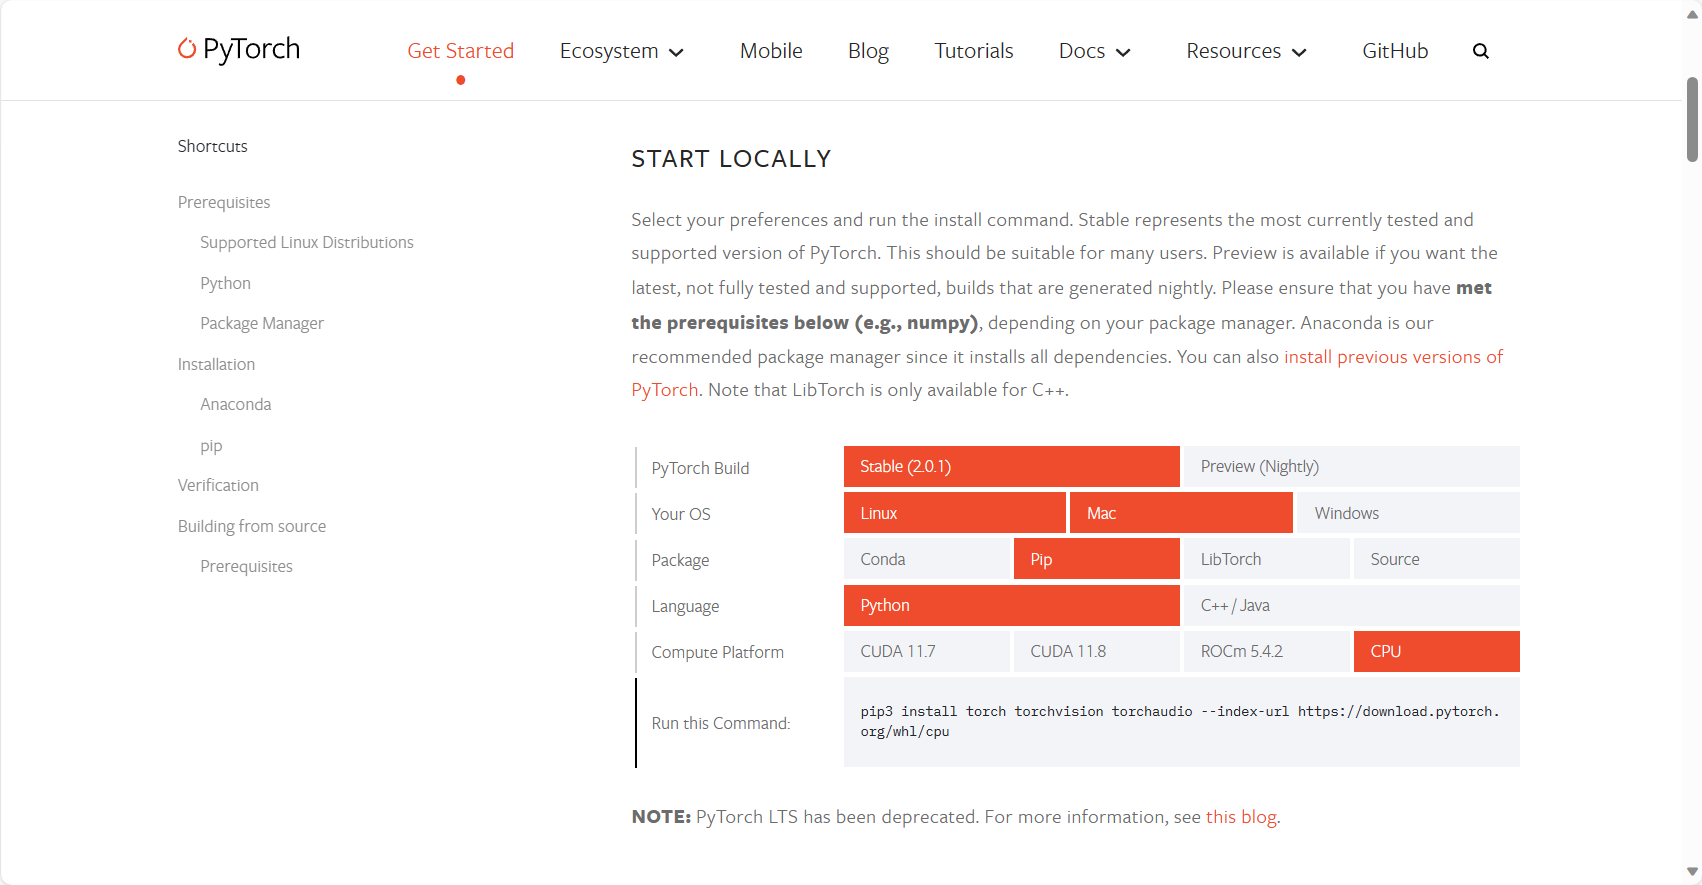 PyTorch
Get Started
Ecosystem
Mobile
Blog
Tutorials
Docs
Resources
GitHub
Shortcuts
Prerequisites
Supported Linux Distributions
Python
Package Manager
Installation
Anaconda
pip
Verification
Building from source
Prerequisites
START LOCALLY
Select your preferences and run the install command. Stable represents the most currently tested and
supported version of PyTorch. This should be suitable for many users. Preview is available if you want the
latest, not fully tested and supported, builds that are generated nightly. Please ensure that you have met
the prerequisites below (e.g., numpy), depending on your package manager. Anaconda is our
recommended package manager since it installs all dependencies. You can also install previous versions of
PyTorch. Note that LibTorch is only available for C++.
PyTorch Build
Stable (2.0.1)
Preview (Nightly)
Your OS
Linux
Mac
Windows
Package
Conda
Pip
LibTorch
Source
Language
Python
C++ / Java
Compute Platform
CUDA 11.7
CUDA 11.8
ROCm 5.4.2
CPU
Run this Command:
pip3 install torch torchvision torchaudio --index-url https://download.pytorch.
org/whl/cpu
NOTE: PyTorch LTS has been deprecated. For more information, see this blog.